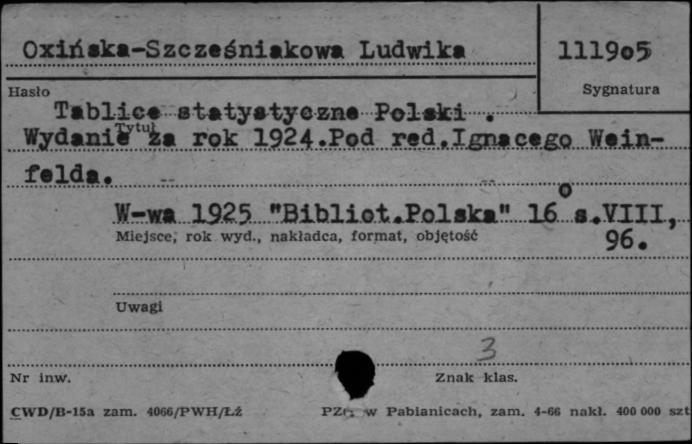 Oxińska-Szcześniakowa Ludwika
111905
Hasło
Sygnatura
Tablice statystyczne Polski .
Tytuł
Wydanie za rok 1924.Pod red.Ignacego Wein-
felda.
W-wa 1925 "Bibliot.Polska" 16° s.VIII,
Miejsce, rok wyd., nakładca, format, objętość
96.
Uwagi
3
Nr inw.
Znak klas.
CWD/B-15a zam. 4066/PWH/Łź
w Pabianicach, zam. 4-66 nakł. 400 000 szt